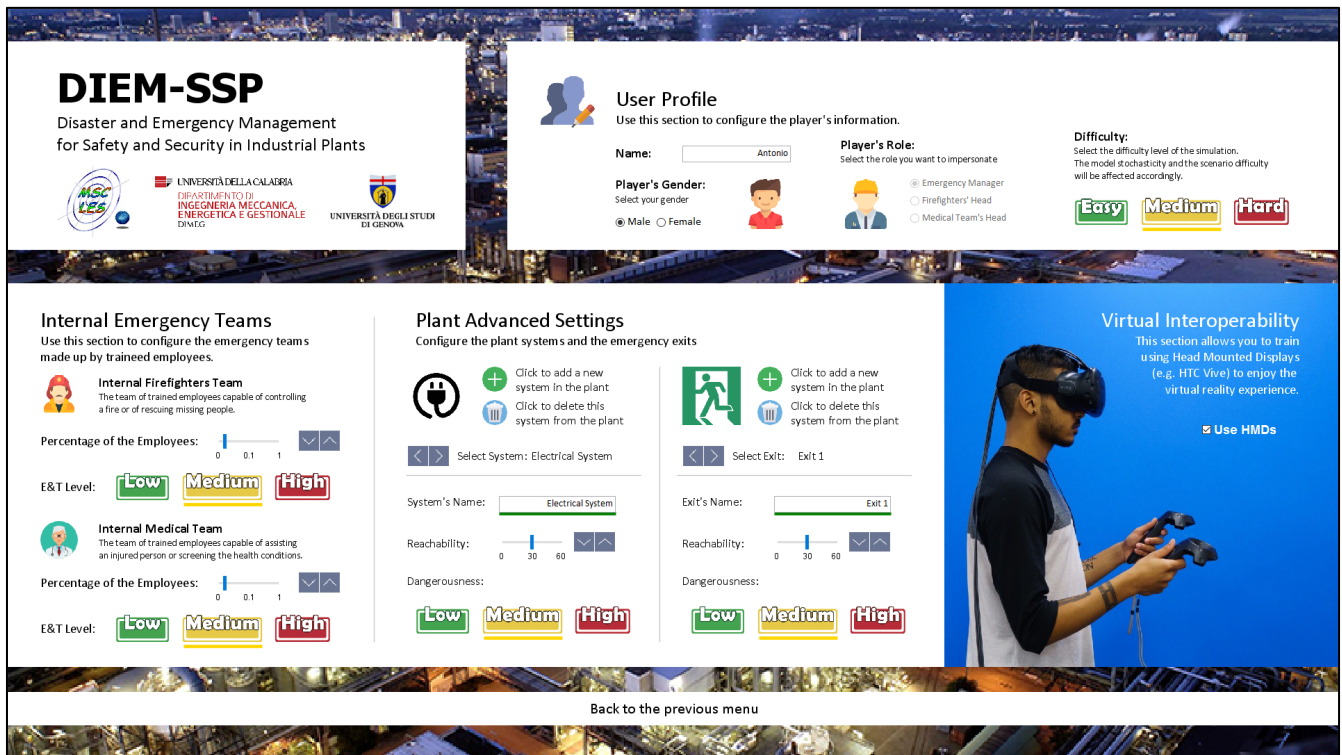 DIEM-SSP
Disaster and Emergency Management
for Safety and Security in Industrial Plants
MSC
LES
UNIVERSITÀ DELLA CALABRIA
DIPARTIMENTO DI
INGEGNERIA MECCANICA,
ENERGETICA E GESTIONALE
DIMEG
UNIVERSITÀ DEGLI STUDI
DI GENOVA
User Profile
Use this section to configure the player's information.
Name:
Antonio
Player's Gender:
Select your gender
Male
Female
Player's Role:
Select the role you want to impersonate
Emergency Manager
Firefighters' Head
Medical Team's Head
Difficulty:
Select the difficulty level of the simulation.
The model stochasticity and the scenario difficulty
will be affected accordingly.
Easy
Medium
Hard
Internal Emergency Teams
Use this section to configure the emergency teams
made up by traineed employees.
Internal Firefighters Team
The team of trained employees capable of controlling
a fire or of rescuing missing people.
Percentage of the Employees:
0 0.1 1
E&T Level:
Low
Medium
High
Internal Medical Team
The team of trained employees capable of assisting
an injured person or screening the health conditions.
Percentage of the Employees:
0 0.1 1
E&T Level:
Low
Medium
High
Plant Advanced Settings
Configure the plant systems and the emergency exits
Click to add a new
system in the plant
Click to delete this
system from the plant
Select System: Electrical System
System's Name:
Electrical System
Reachability:
0 30 60
Dangerousness:
Low
Medium
High
Click to add a new
system in the plant
Click to delete this
system from the plant
Select Exit: Exit 1
Exit's Name:
Exit 1
Reachability:
0 30 60
Dangerousness:
Low
Medium
High
Virtual Interoperability
This section allows you to train
using Head Mounted Displays
(e.g. HTC Vive) to enjoy the
virtual reality experience.
Use HMDs
Back to the previous menu